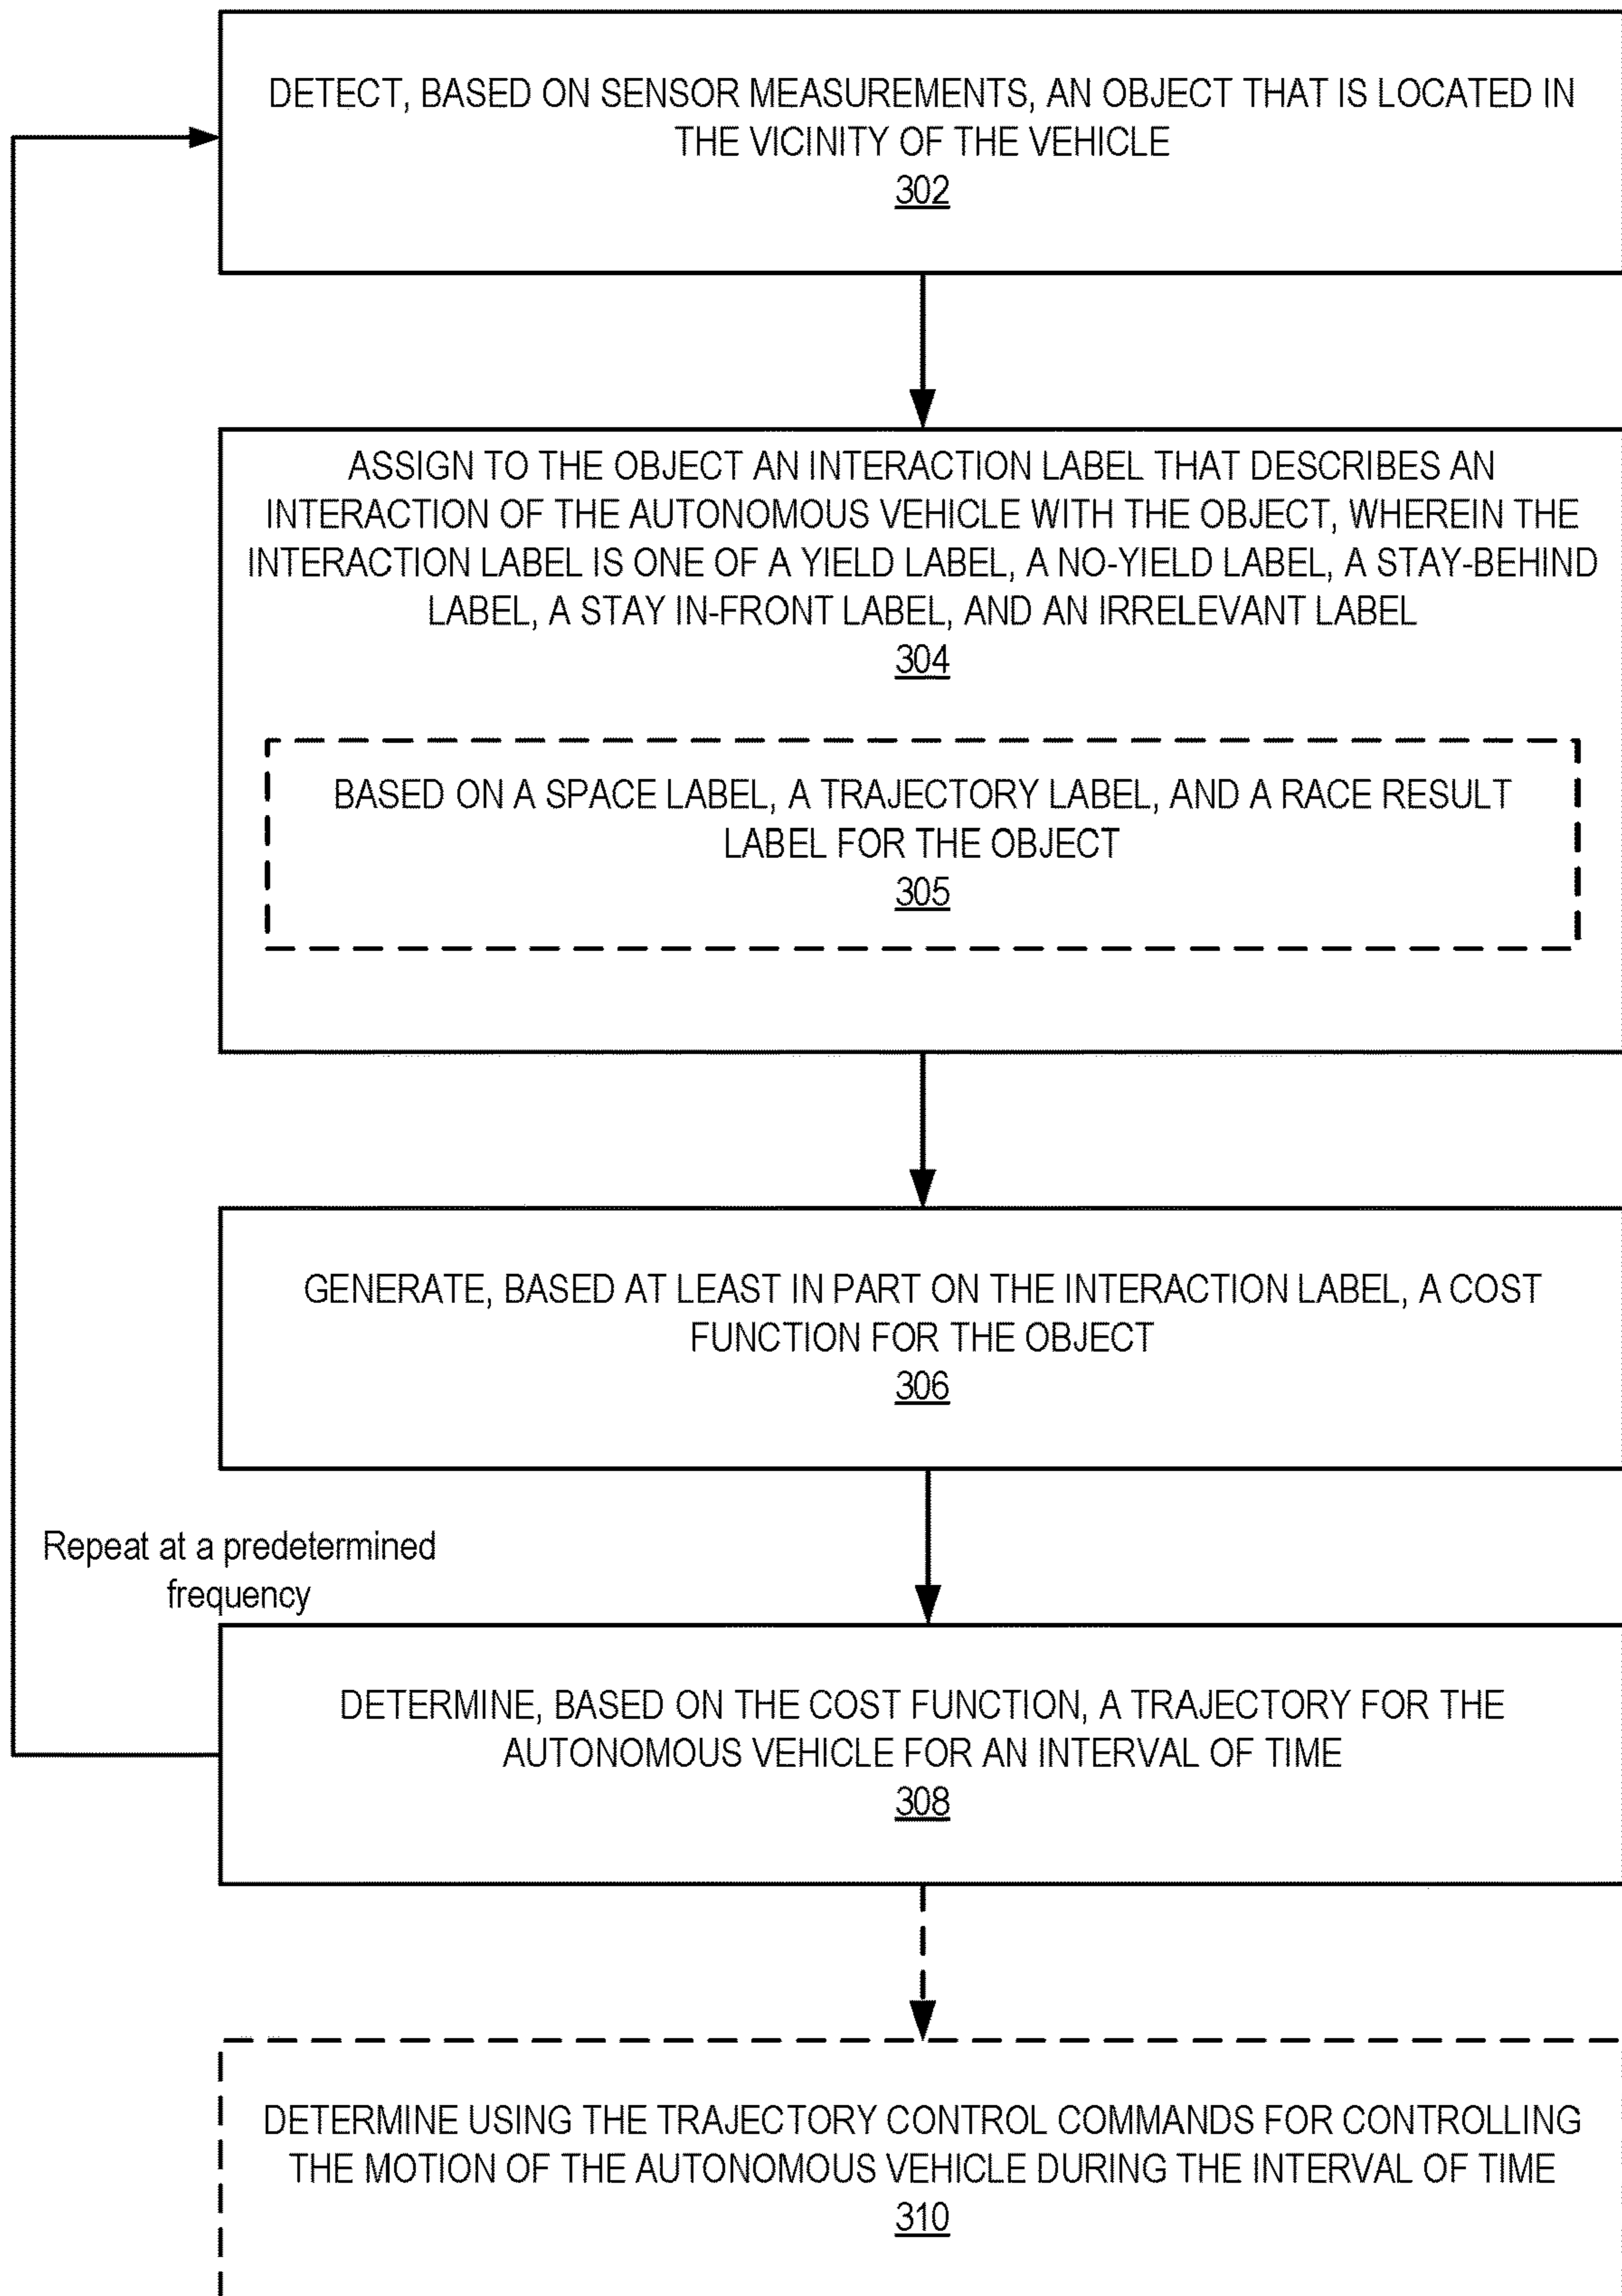 DETECT, BASED ON SENSOR MEASUREMENTS, AN OBJECT THAT IS LOCATED IN
THE VICINITY OF THE VEHICLE
302
ASSIGN TO THE OBJECT AN INTERACTION LABEL THAT DESCRIBES AN
INTERACTION OF THE AUTONOMOUS VEHICLE WITH THE OBJECT, WHEREIN THE
INTERACTION LABEL IS ONE OF A YIELD LABEL, A NO-YIELD LABEL, A STAY-BEHIND
LABEL, A STAY IN-FRONT LABEL, AND AN IRRELEVANT LABEL
304
BASED ON A SPACE LABEL, A TRAJECTORY LABEL, AND A RACE RESULT
LABEL FOR THE OBJECT
305
GENERATE, BASED AT LEAST IN PART ON THE INTERACTION LABEL, A COST
FUNCTION FOR THE OBJECT
306
Repeat at a predetermined
frequency
DETERMINE, BASED ON THE COST FUNCTION, A TRAJECTORY FOR THE
AUTONOMOUS VEHICLE FOR AN INTERVAL OF TIME
308
DETERMINE USING THE TRAJECTORY CONTROL COMMANDS FOR CONTROLLING
THE MOTION OF THE AUTONOMOUS VEHICLE DURING THE INTERVAL OF TIME
310